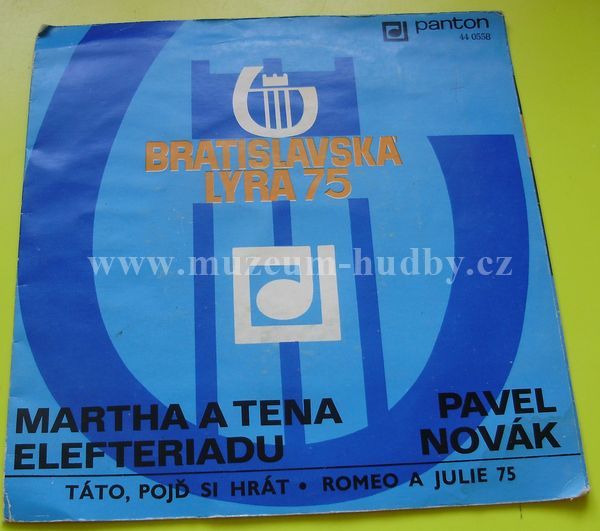 panton
44 0558
BRATISLAVSKÁ
LYRA 75
www.muzeum-hudby.cz
MARTHA A TENA
ELEFTERIADU
PAVEL
NOVÁK
TÁTO, POJĎ SI HRÁT • ROMEO A JULIE 75